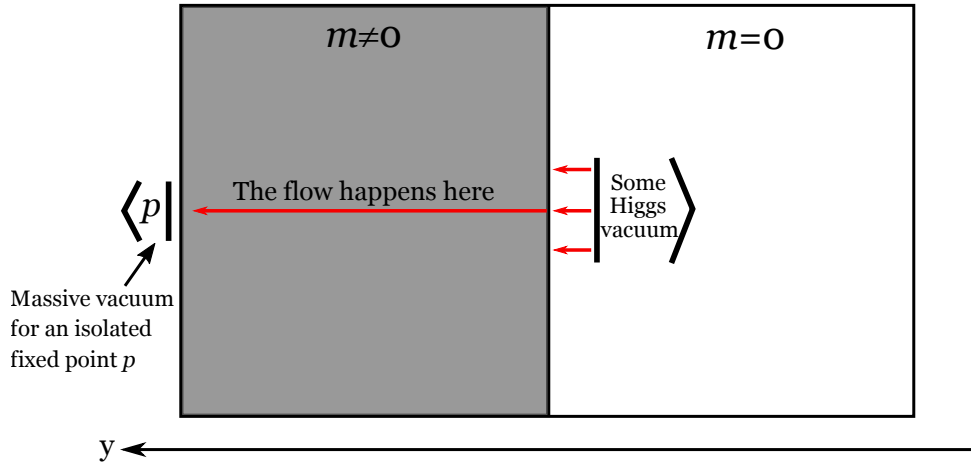 m≠0
m=0
The flow happens here
⟨p|
Some
Higgs
vacuum
Massive vacuum
for an isolated
fixed point p
y